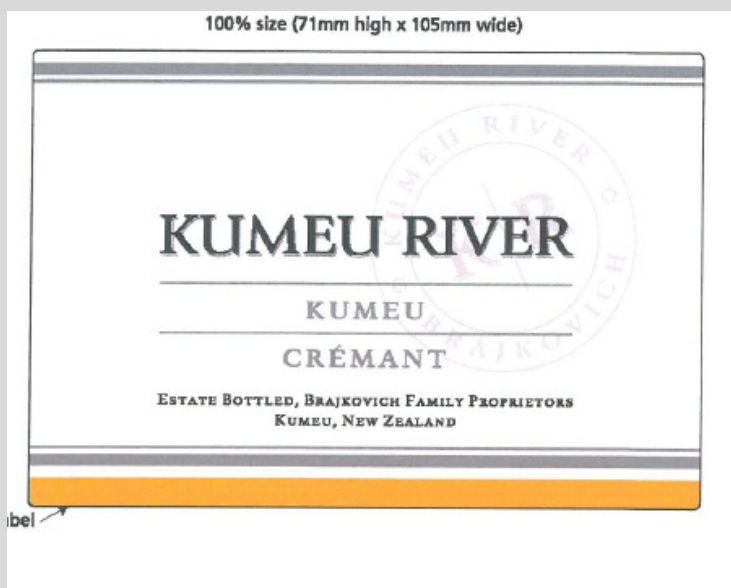 100% size (71mm high x 105mm wide)
KUMEU RIVER
BRAJKOVICH
K R
KUMEU RIVER
KUMEU
CRÉMANT
ESTATE BOTTLED, BRAJKOVICH FAMILY PROPRIETORS
KUMEU, NEW ZEALAND